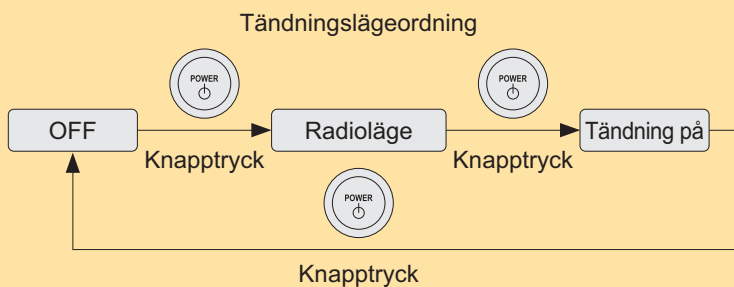 Tändningslägeordning
POWER
POWER
OFF
Radioläge
Tändning på
Knapptryck
Knapptryck
POWER
Knapptryck